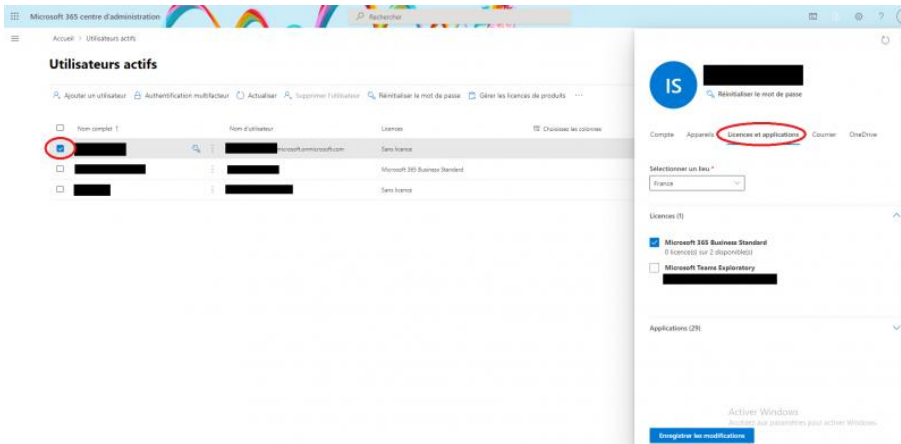 Microsoft 365 centre d'administration
Rechercher
?
Accueil > Utilisateurs actifs
Utilisateurs actifs
Ajouter un utilisateur Authentification multifacteur Actualiser Supprimer l'utilisateur Réinitialiser le mot de passe Gérer les licences de produits ...
Nom complet ↑ Nom d'utilisateur Licences Choisissez les colonnes
microsoft.onmicrosoft.com Sans licence
Microsoft 365 Business Standard
Sans licence
IS
Réinitialiser le mot de passe
Compte Appareils Licences et applications Courrier OneDrive
Sélectionner un lieu *
France
Licences (1)
Microsoft 365 Business Standard
0 licence(s) sur 2 disponible(s)
Microsoft Teams Exploratory
Applications (29)
Activer Windows
Accédez aux paramètres pour activer Windows.
Enregistrer les modifications